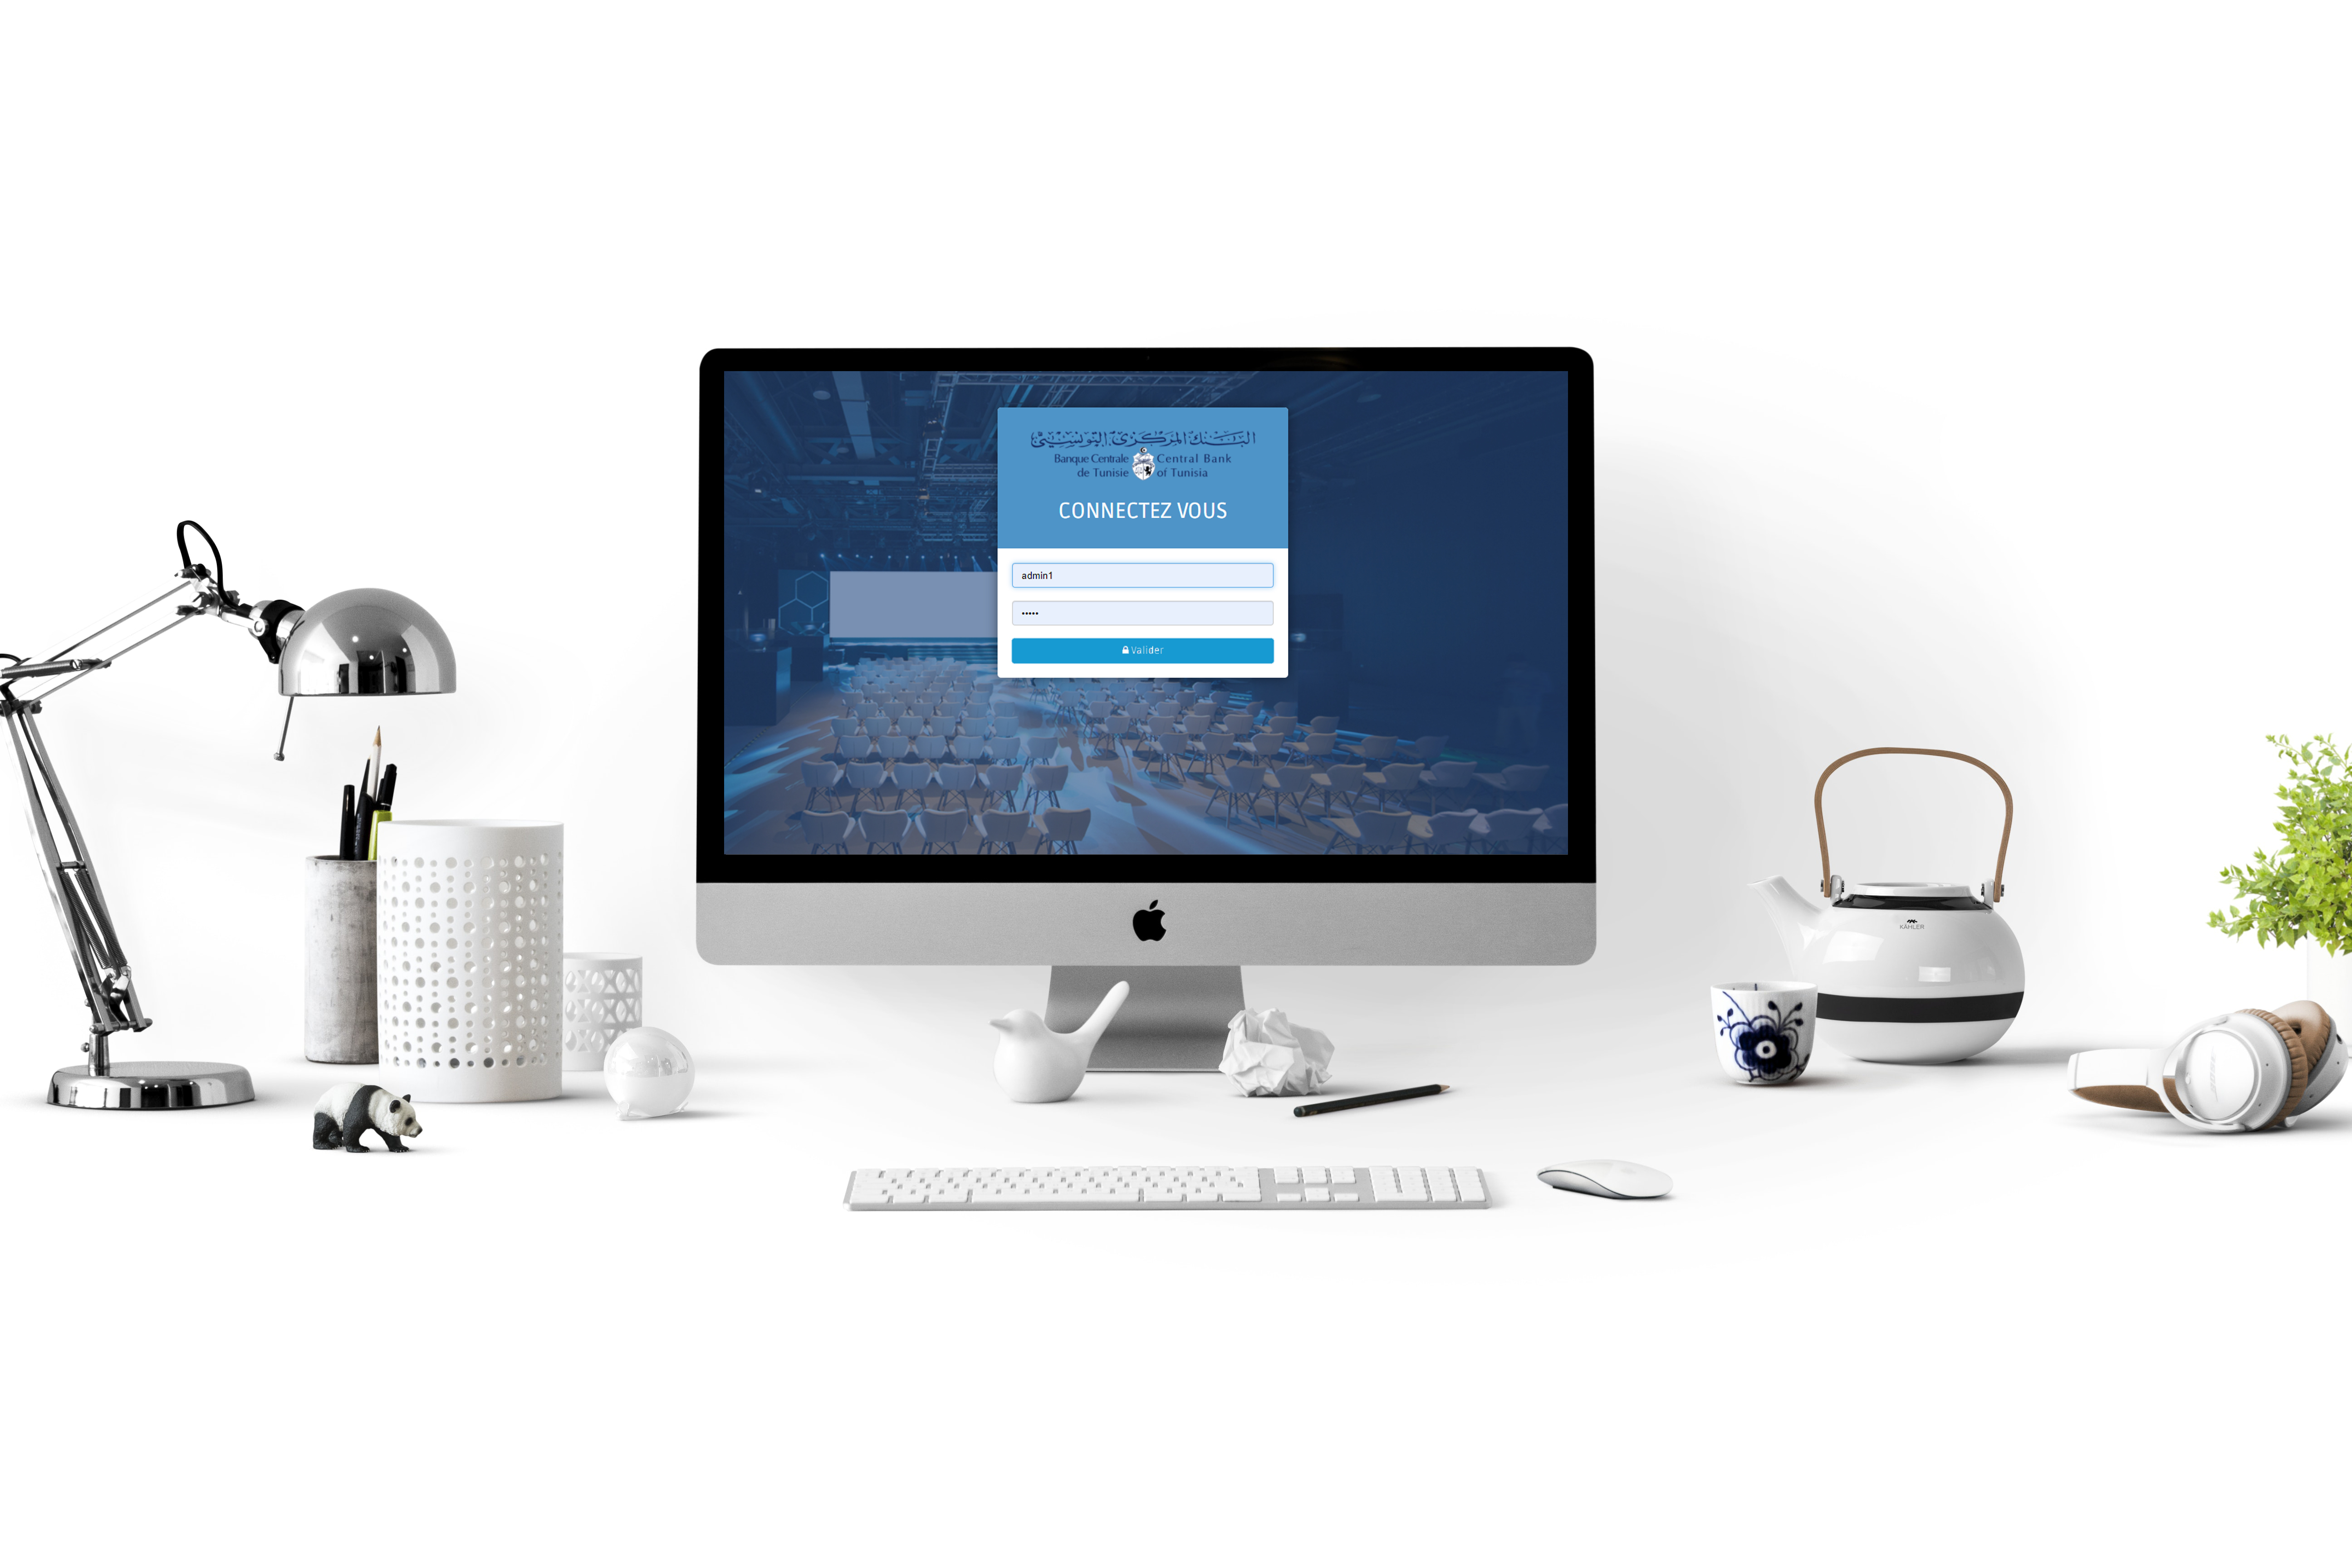 البنك المركزي التونسي
Banque Centrale Central Bank
de Tunisie of Tunisia
CONNECTEZ VOUS
admin1
•••••
Valider
KÄHLER